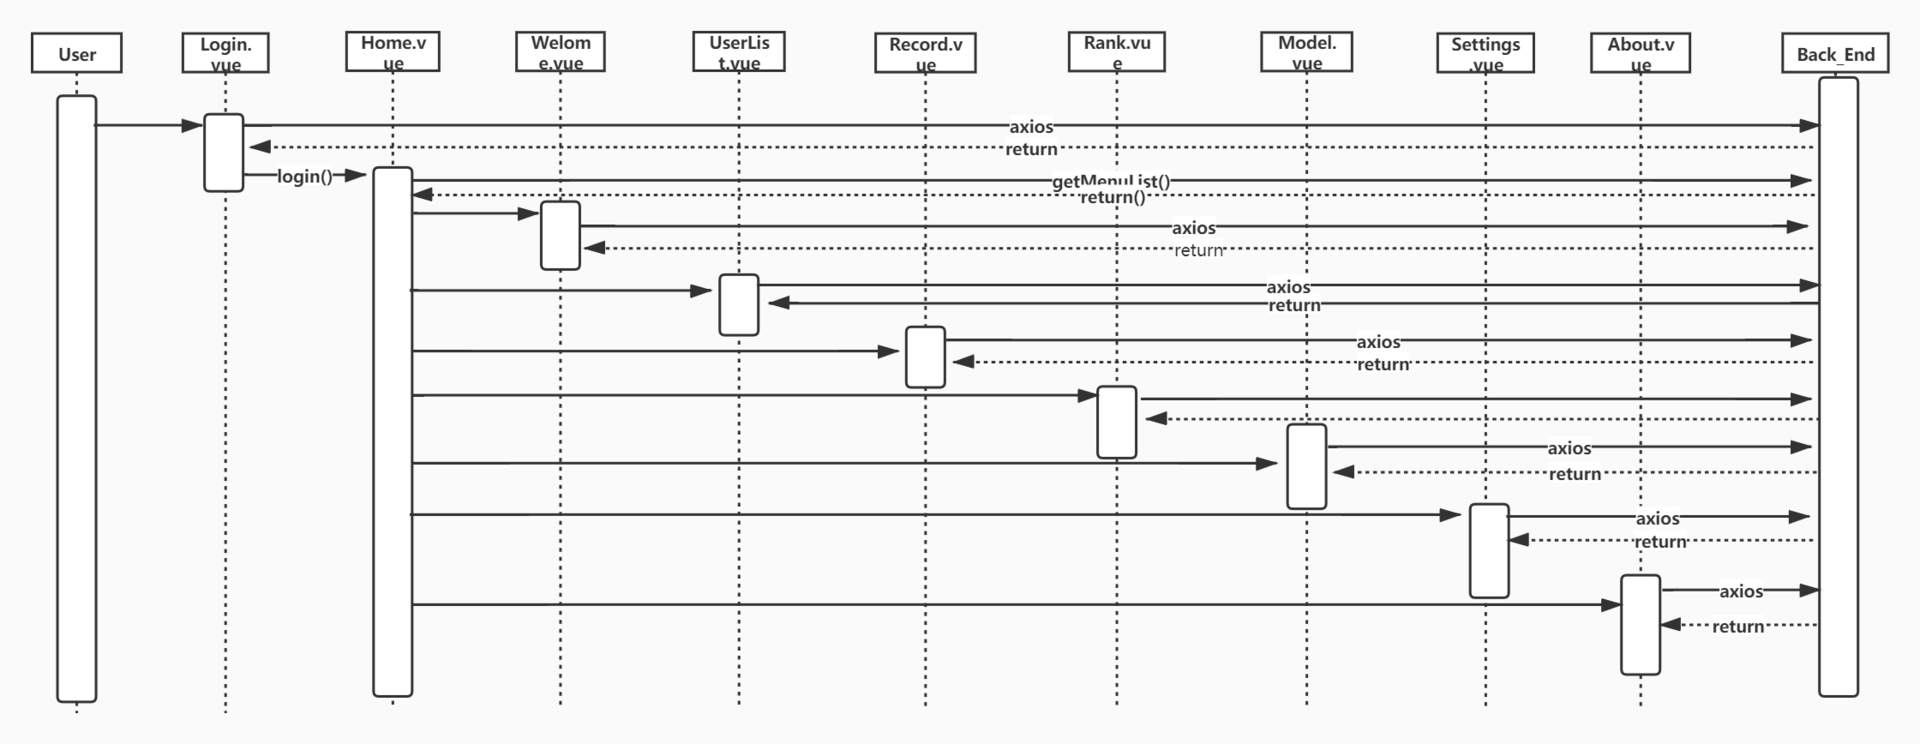 User
Login.
vue
Home.v
ue
Welom
e.vue
UserLis
t.vue
Record.v
ue
Rank.vu
e
Model.
vue
Settings
.vue
About.v
ue
Back_End
axios
return
login()
getMenuList()
return()
axios
return
axios
return
axios
return
axios
return
axios
return
axios
return